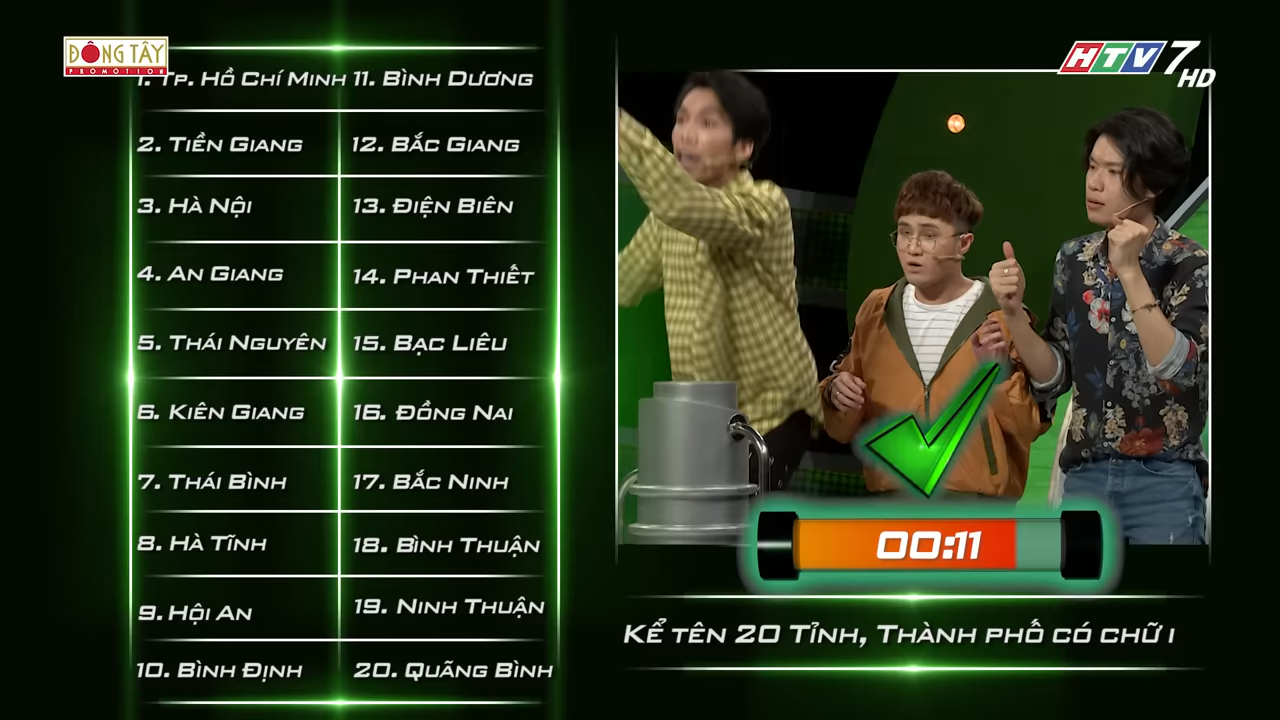 ĐÔNG TÂY
PROMOTION
HTV7
HD
1. Tp. Hồ Chí Minh
2. Tiền Giang
3. Hà Nội
4. An Giang
5. Thái Nguyên
6. Kiên Giang
7. Thái Bình
8. Hà Tĩnh
9. Hội An
10. Bình Định
11. Bình Dương
12. Bắc Giang
13. Điện Biên
14. Phan Thiết
15. Bạc Liêu
16. Đồng Nai
17. Bắc Ninh
18. Bình Thuận
19. Ninh Thuận
20. Quãng Bình
00:11
Kể tên 20 Tỉnh, Thành phố có chữ i